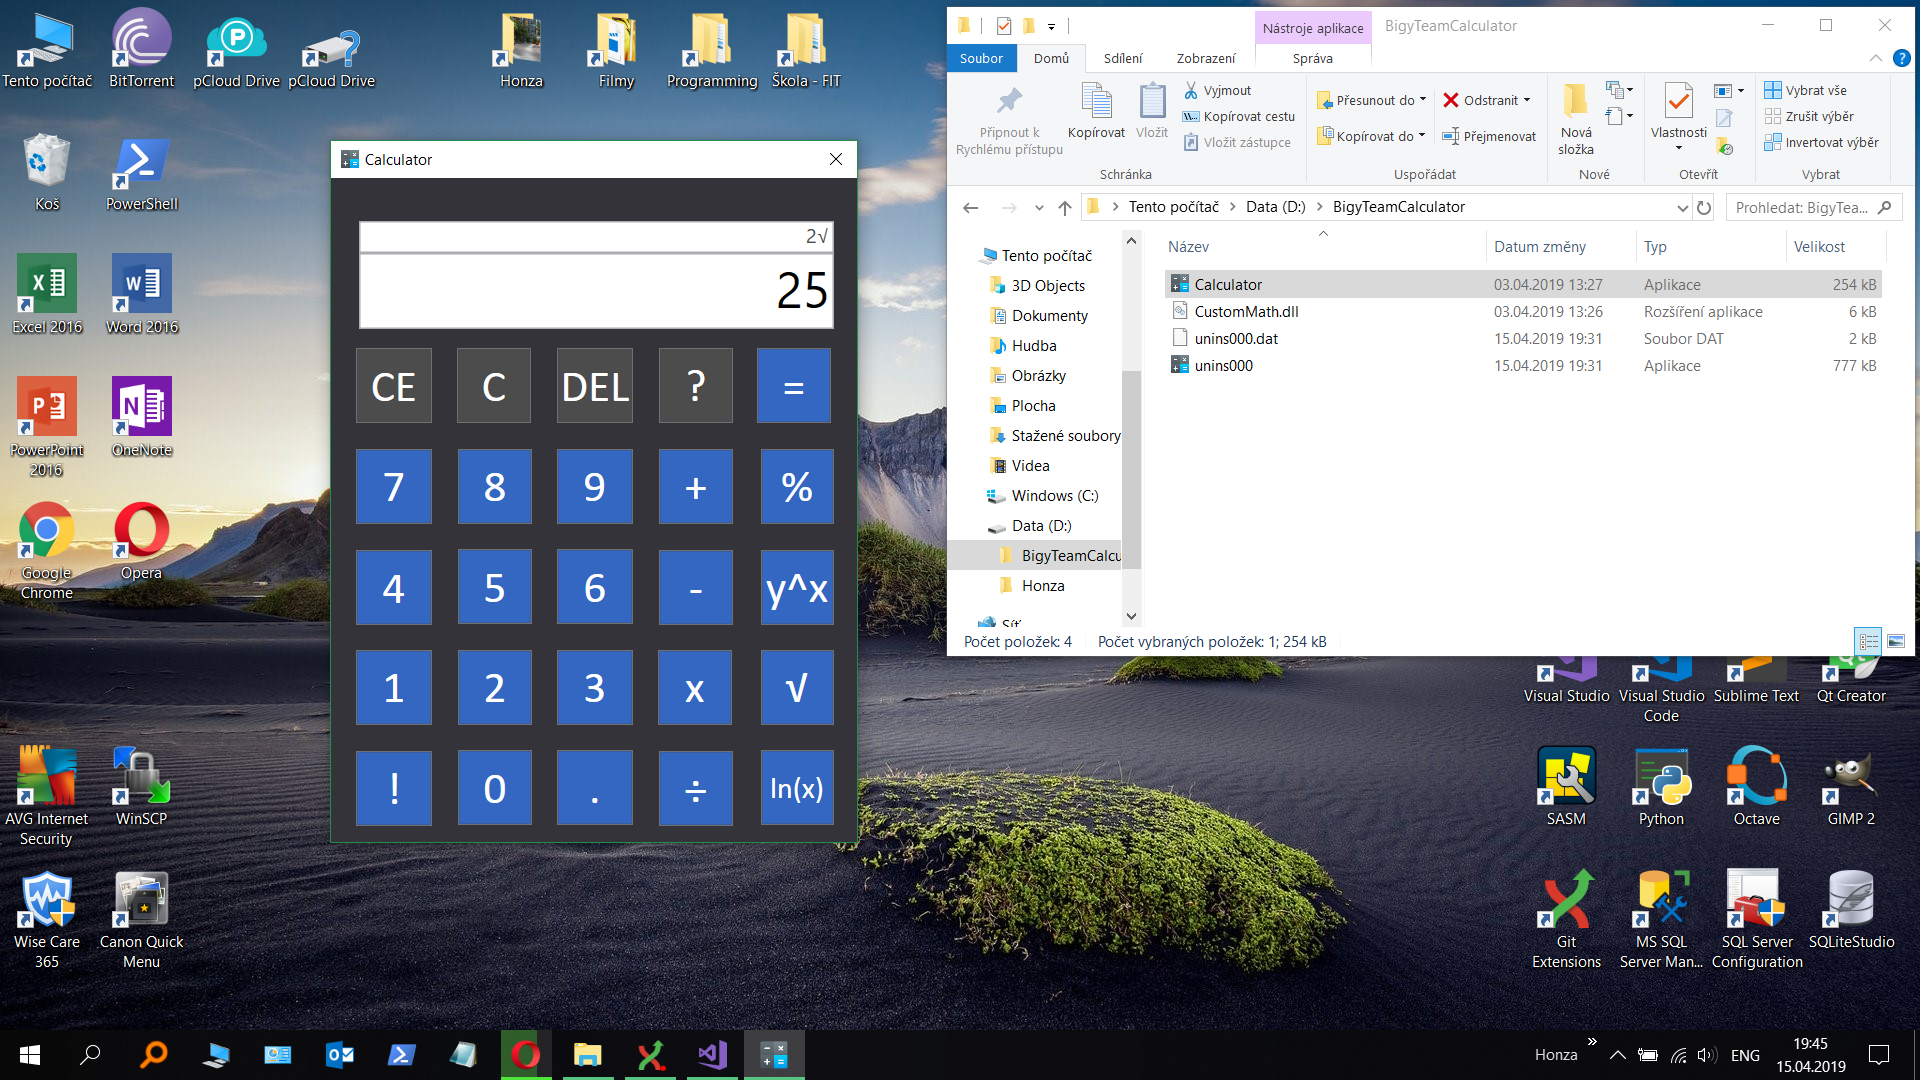 Tento počítač
BitTorrent
pCloud Drive
pCloud Drive
Honza
Filmy
Programming
Škola - FIT
Koš
PowerShell
Excel 2016
Word 2016
PowerPoint
2016
OneNote
Google
Chrome
Opera
AVG Internet
Security
WinSCP
Wise Care
365
Canon Quick
Menu
Calculator
2√
25
CE
C
DEL
?
=
7
8
9
+
%
4
5
6
-
y^x
1
2
3
x
√
!
0
.
÷
ln(x)
Nástroje aplikace
BigyTeamCalculator
Soubor
Domů
Sdílení
Zobrazení
Správa
Připnout k
Rychlému přístupu
Kopírovat
Vložit
Vyjmout
Kopírovat cestu
Vložit zástupce
Schránka
Přesunout do
Kopírovat do
Odstranit
Přejmenovat
Uspořádat
Nová
složka
Nové
Vlastnosti
Otevřít
Vybrat vše
Zrušit výběr
Invertovat výběr
Vybrat
Tento počítač
Data (D:)
BigyTeamCalculator
Prohledat: BigyTea...
Tento počítač
3D Objects
Dokumenty
Hudba
Obrázky
Plocha
Stažené soubory
Videa
Windows (C:)
Data (D:)
BigyTeamCalcu
Honza
Síť
Název
Datum změny
Typ
Velikost
Calculator
03.04.2019 13:27
Aplikace
254 kB
CustomMath.dll
03.04.2019 13:26
Rozšíření aplikace
6 kB
unins000.dat
15.04.2019 19:31
Soubor DAT
2 kB
unins000
15.04.2019 19:31
Aplikace
777 kB
Počet položek: 4
Počet vybraných položek: 1; 254 kB
Visual Studio
Visual Studio
Code
Sublime Text
Qt Creator
SASM
Python
Octave
GIMP 2
Git
Extensions
MS SQL
Server Man...
SQL Server
Configuration
SQLiteStudio
Honza
ENG
19:45
15.04.2019